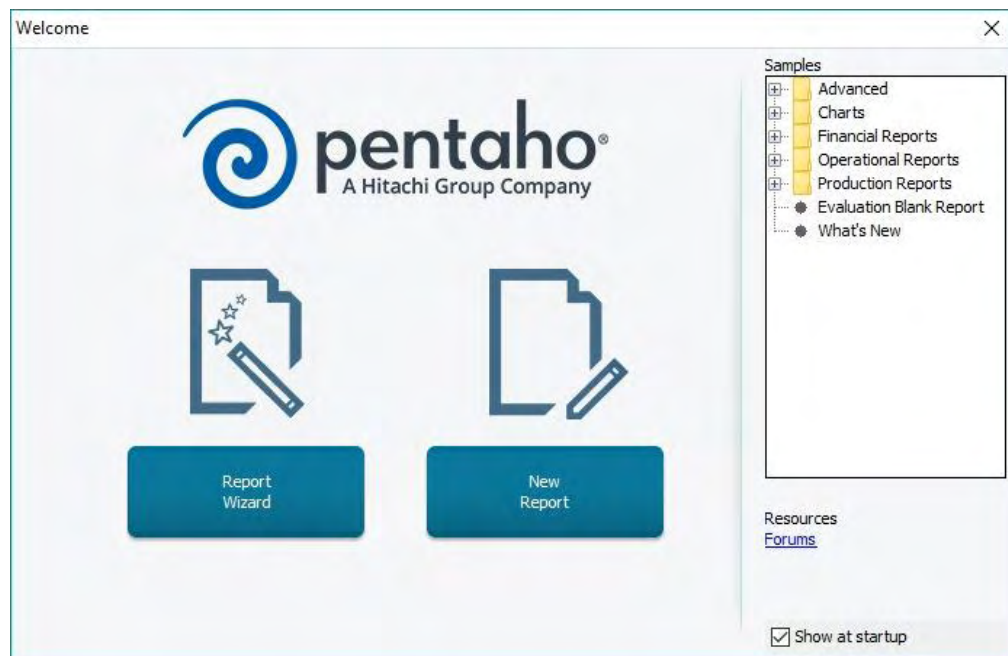 Welcome
pentaho®
A Hitachi Group Company
Report
Wizard
New
Report
Samples
Advanced
Charts
Financial Reports
Operational Reports
Production Reports
Evaluation Blank Report
What's New
Resources
Forums
Show at startup